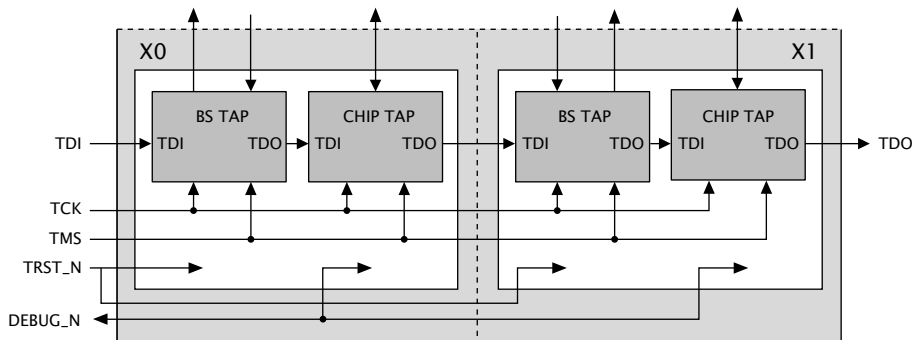 X0
X1
BS TAP
CHIP TAP
BS TAP
CHIP TAP
TDI
TDI
TDO
TDI
TDO
TDI
TDO
TDI
TDO
TDO
TCK
TMS
TRST_N
DEBUG_N